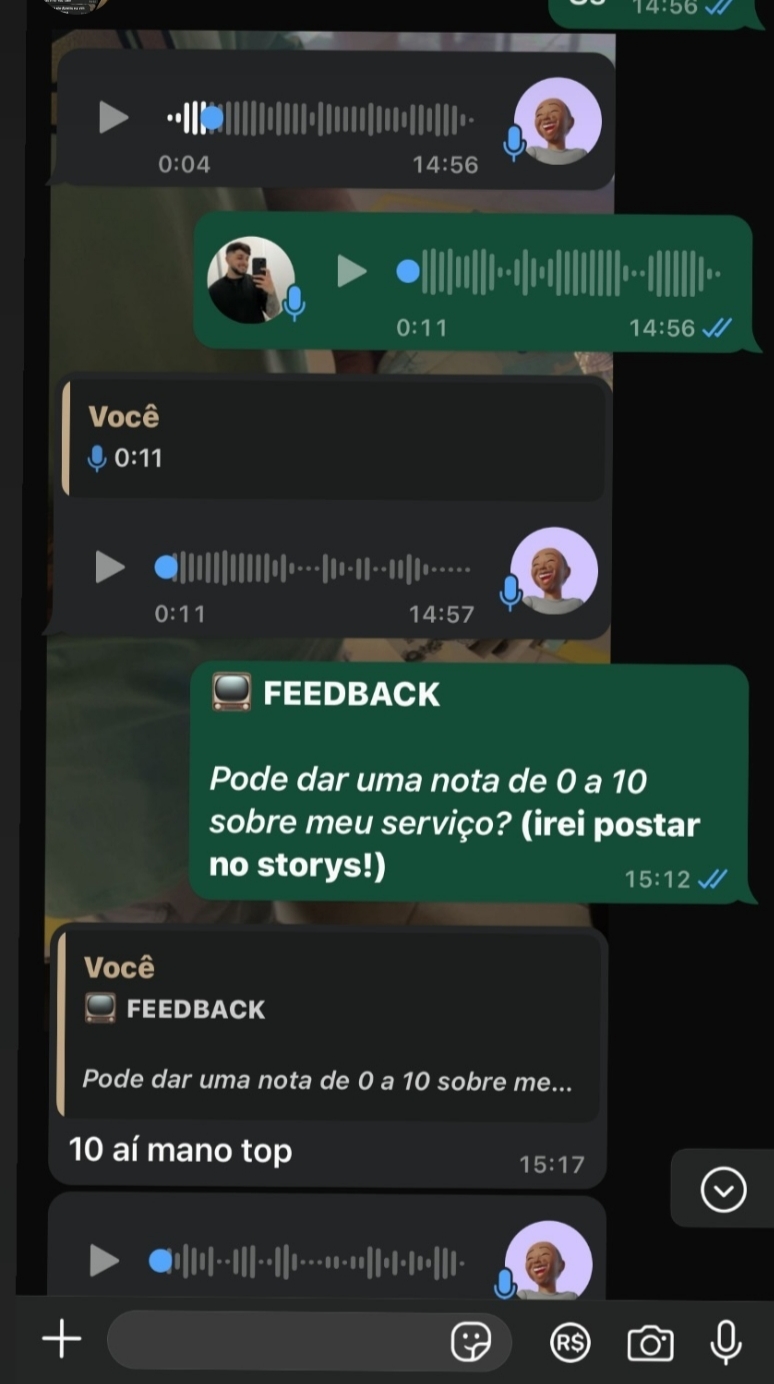 14:56
0:04 14:56
0:11 14:56
Você
0:11
0:11 14:57
FEEDBACK
Pode dar uma nota de 0 a 10
sobre meu serviço? (irei postar
no storys!)
15:12
Você
FEEDBACK
Pode dar uma nota de 0 a 10 sobre me...
10 aí mano top
15:17
R$